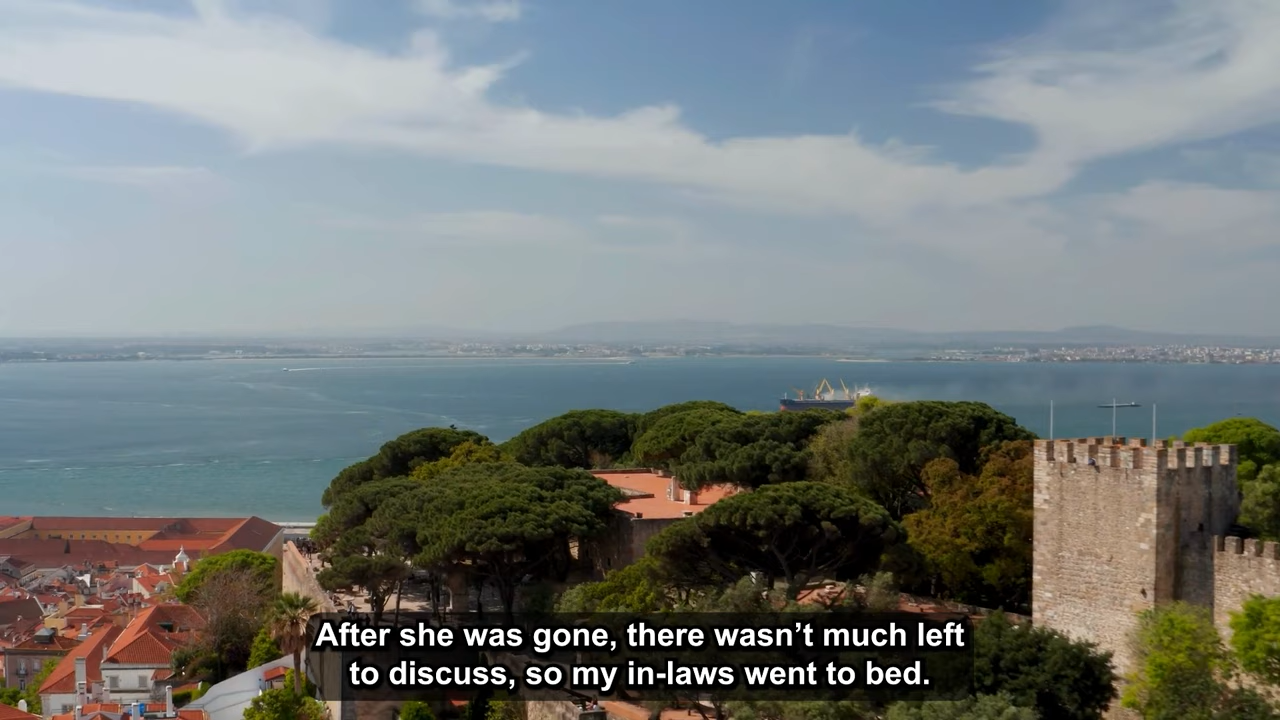 After she was gone, there wasn’t much left
to discuss, so my in-laws went to bed.